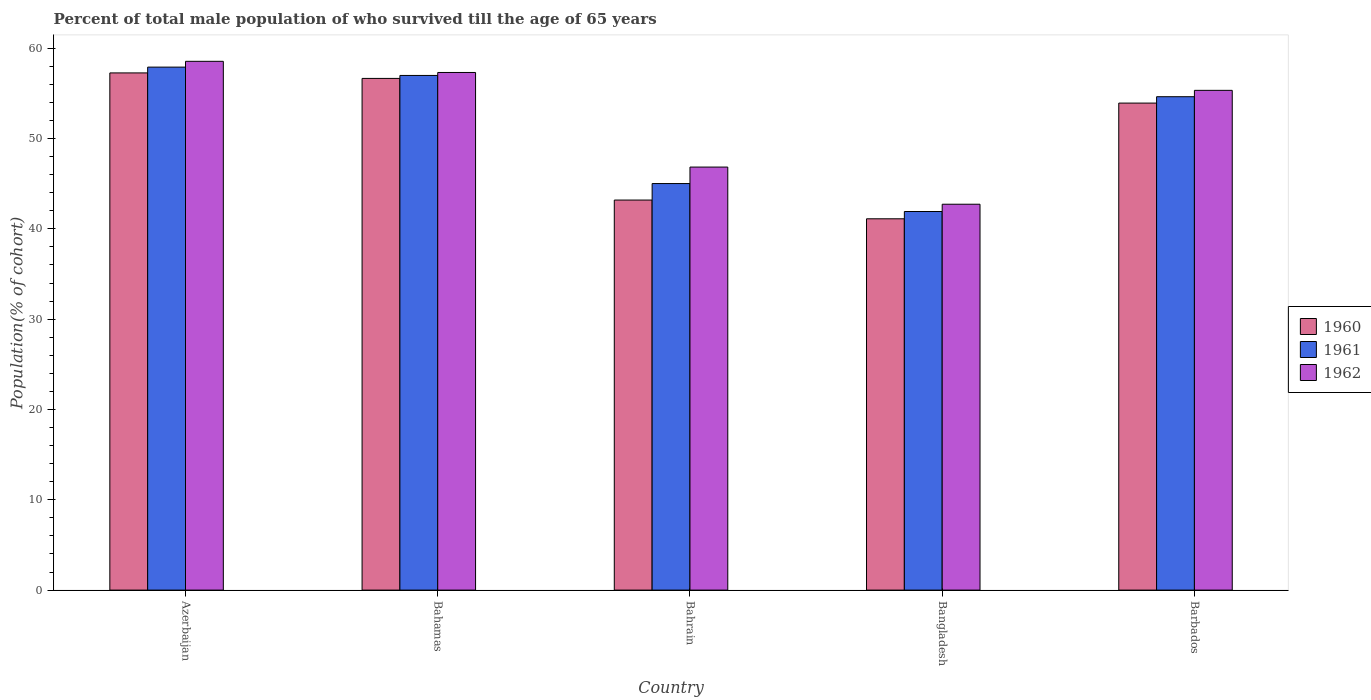 Percent of total male population of who survived till the age of 65 years
Population(% of cohort)
60
50
40
30
20
10
0
Azerbaijan
Bahamas
Bahrain
Bangladesh
Barbados
Country
1960
1961
1962